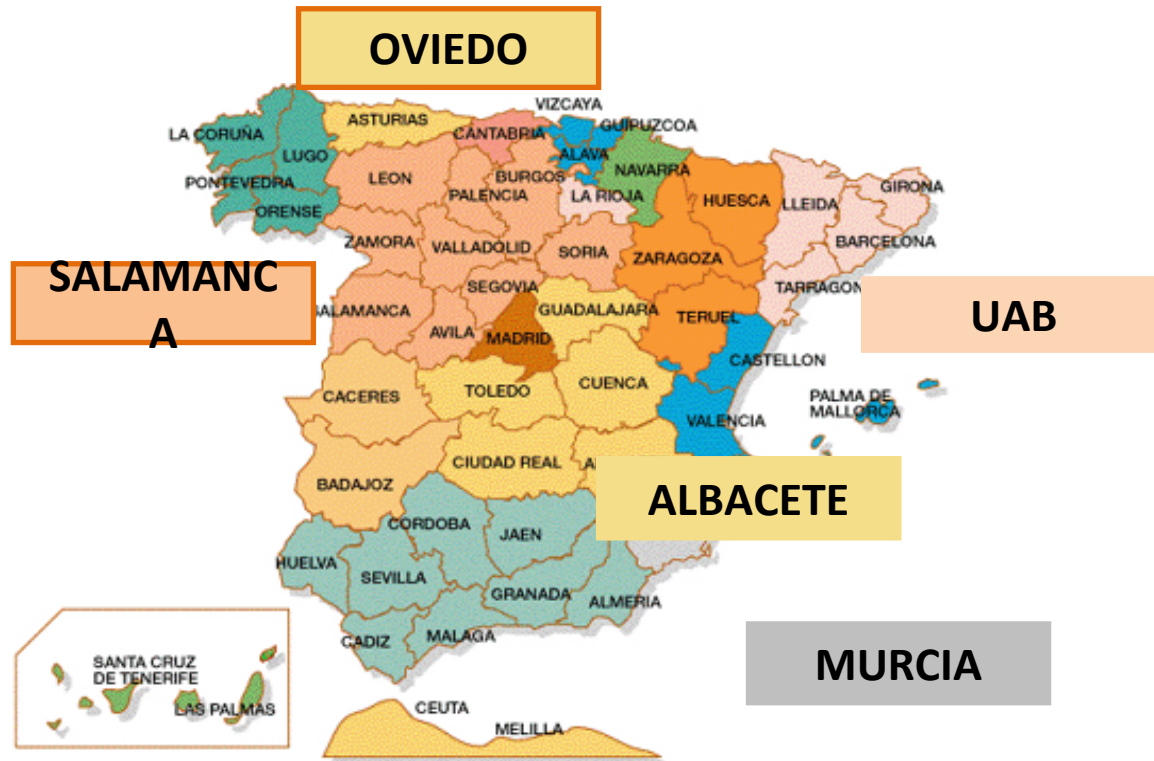 OVIEDO
VIZCAYA
ASTURIAS
GUIPUZCOA
LA CORUÑA
CANTABRIA
LUGO
ALAVA
NAVARRA
PONTEVEDRA
LEON
BURGOS
PALENCIA
LA RIOJA
HUESCA
LLEIDA
GIRONA
ORENSE
ZAMORA
VALLADOLID
SORIA
ZARAGOZA
BARCELONA
SALAMANC
A
SEGOVIA
TARRAGON
SALAMANCA
GUADALAJARA
TERUEL
UAB
AVILA
MADRID
CASTELLON
CACERES
TOLEDO
CUENCA
PALMA DE
MALLORCA
VALENCIA
CIUDAD REAL
BADAJOZ
ALBACETE
CORDOBA
JAEN
HUELVA
SEVILLA
GRANADA
ALMERIA
CADIZ
MALAGA
MURCIA
SANTA CRUZ
DE TENERIFE
LAS PALMAS
CEUTA
MELILLA